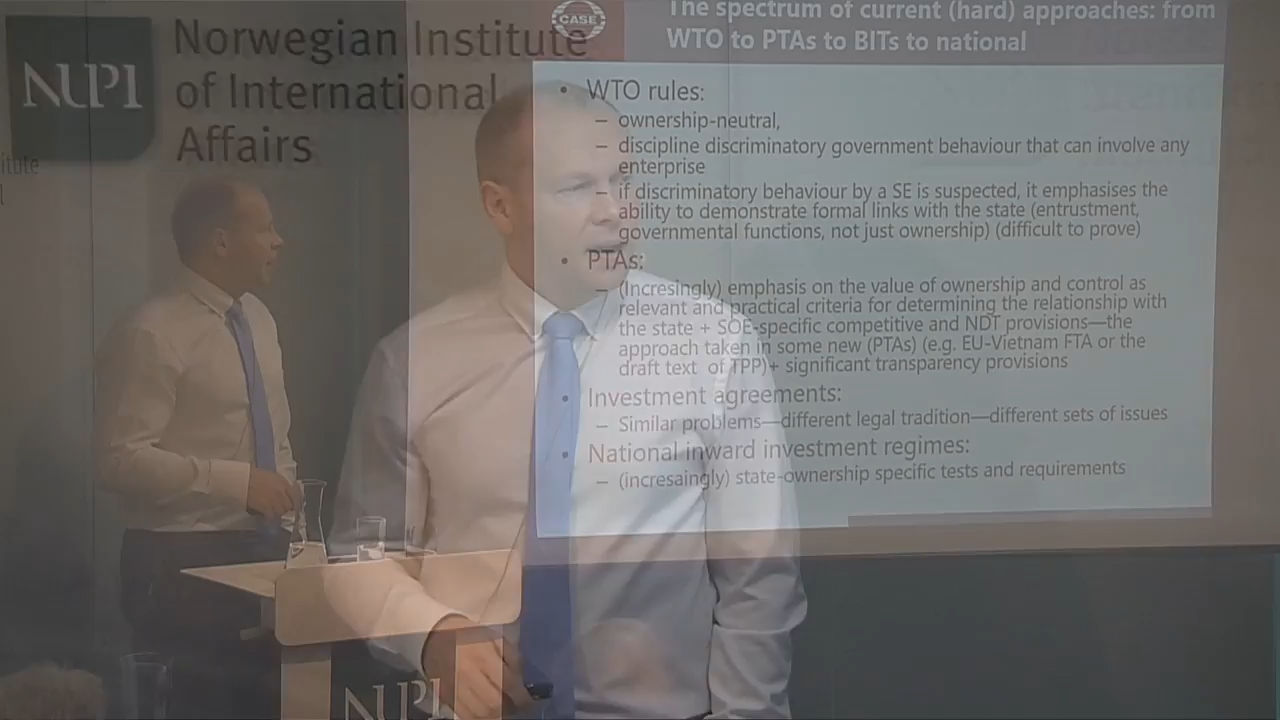 NUPI
Norwegian Institute
of International
Affairs
itute
l
CASE
The spectrum of current (hard) approaches: from
WTO to PTAs to BITs to national
• WTO rules:
– ownership-neutral,
– discipline discriminatory government behaviour that can involve any
enterprise
– if discriminatory behaviour by a SE is suspected, it emphasises the
ability to demonstrate formal links with the state (entrustment,
governmental functions, not just ownership) (difficult to prove)
• PTAs:
– (Incresingly) emphasis on the value of ownership and control as
relevant and practical criteria for determining the relationship with
the state + SOE-specific competitive and NDT provisions—the
approach taken in some new (PTAs) (e.g. EU-Vietnam FTA or the
draft text of TPP)+ significant transparency provisions
• Investment agreements:
– Similar problems—different legal tradition—different sets of issues
• National inward investment regimes:
– (incresaingly) state-ownership specific tests and requirements
NUPI